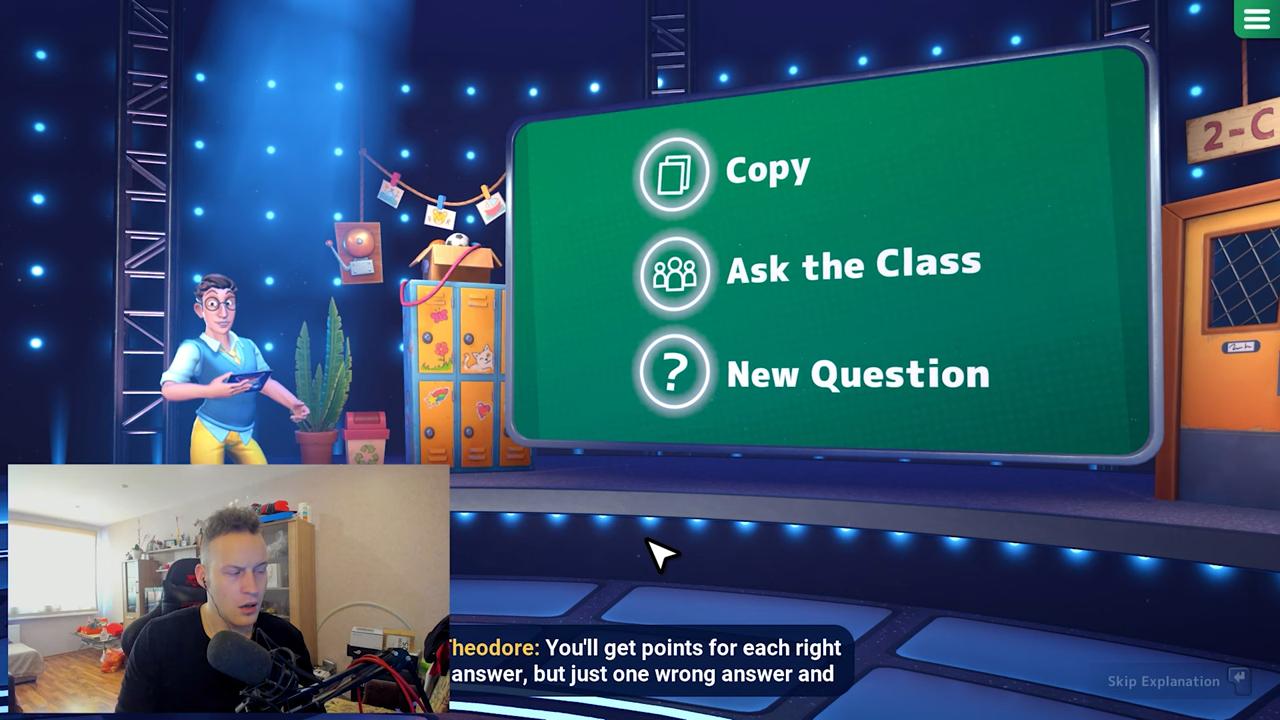 2-C
Copy
Ask the Class
New Question
Theodore: You'll get points for each right
answer, but just one wrong answer and
Skip Explanation